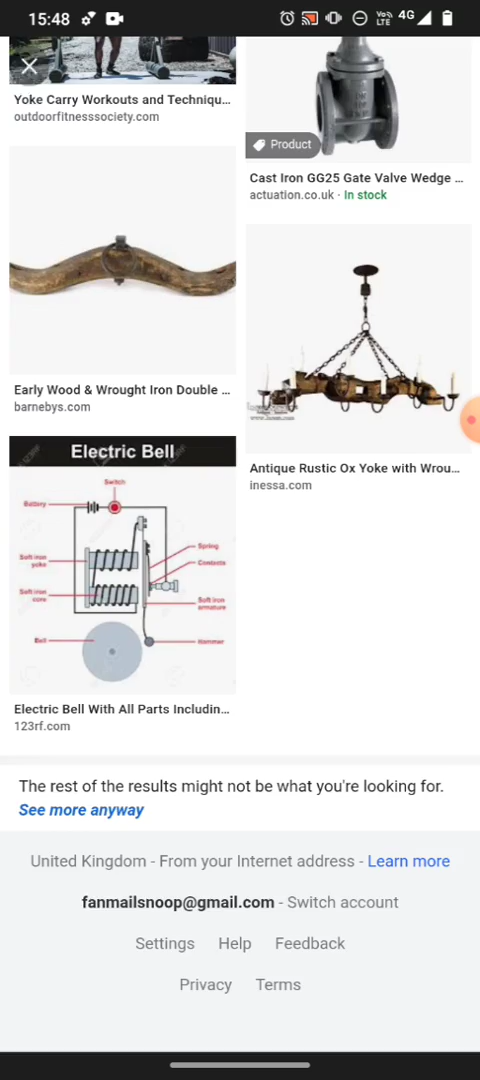 15:48
Vo)) LTE 4G
Yoke Carry Workouts and Techniqu...
outdoorfitnesssociety.com
Product
Cast Iron GG25 Gate Valve Wedge ...
actuation.co.uk · In stock
Early Wood & Wrought Iron Double ...
barnebys.com
Antique Rustic Ox Yoke with Wrou...
inessa.com
Electric Bell
Switch
Battery
Soft iron
yoke
Spring
Contacts
Soft iron
core
Soft iron
armature
Bell
Hammer
Electric Bell With All Parts Includin...
123rf.com
The rest of the results might not be what you're looking for.
See more anyway
United Kingdom - From your Internet address - Learn more
fanmailsnoop@gmail.com - Switch account
Settings Help Feedback
Privacy Terms